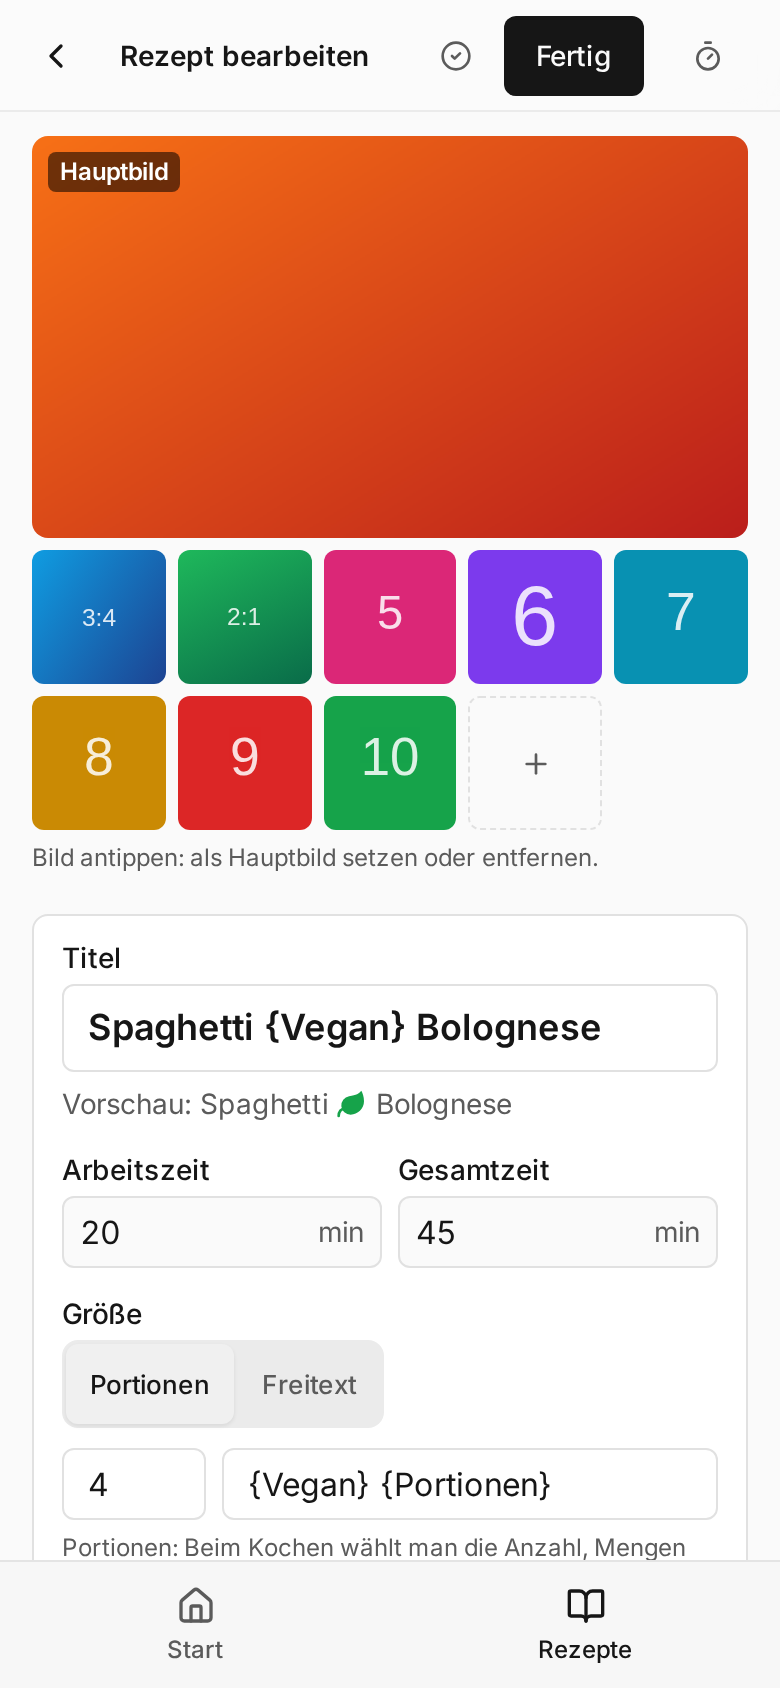 Rezept bearbeiten
Fertig
Hauptbild
3:4
2:1
5
6
7
8
9
10
+
Bild antippen: als Hauptbild setzen oder entfernen.
Titel
Spaghetti {Vegan} Bolognese
Vorschau: Spaghetti Bolognese
Arbeitszeit
Gesamtzeit
20 min
45 min
Größe
Portionen
Freitext
4
{Vegan} {Portionen}
Portionen: Beim Kochen wählt man die Anzahl, Mengen
Start
Rezepte